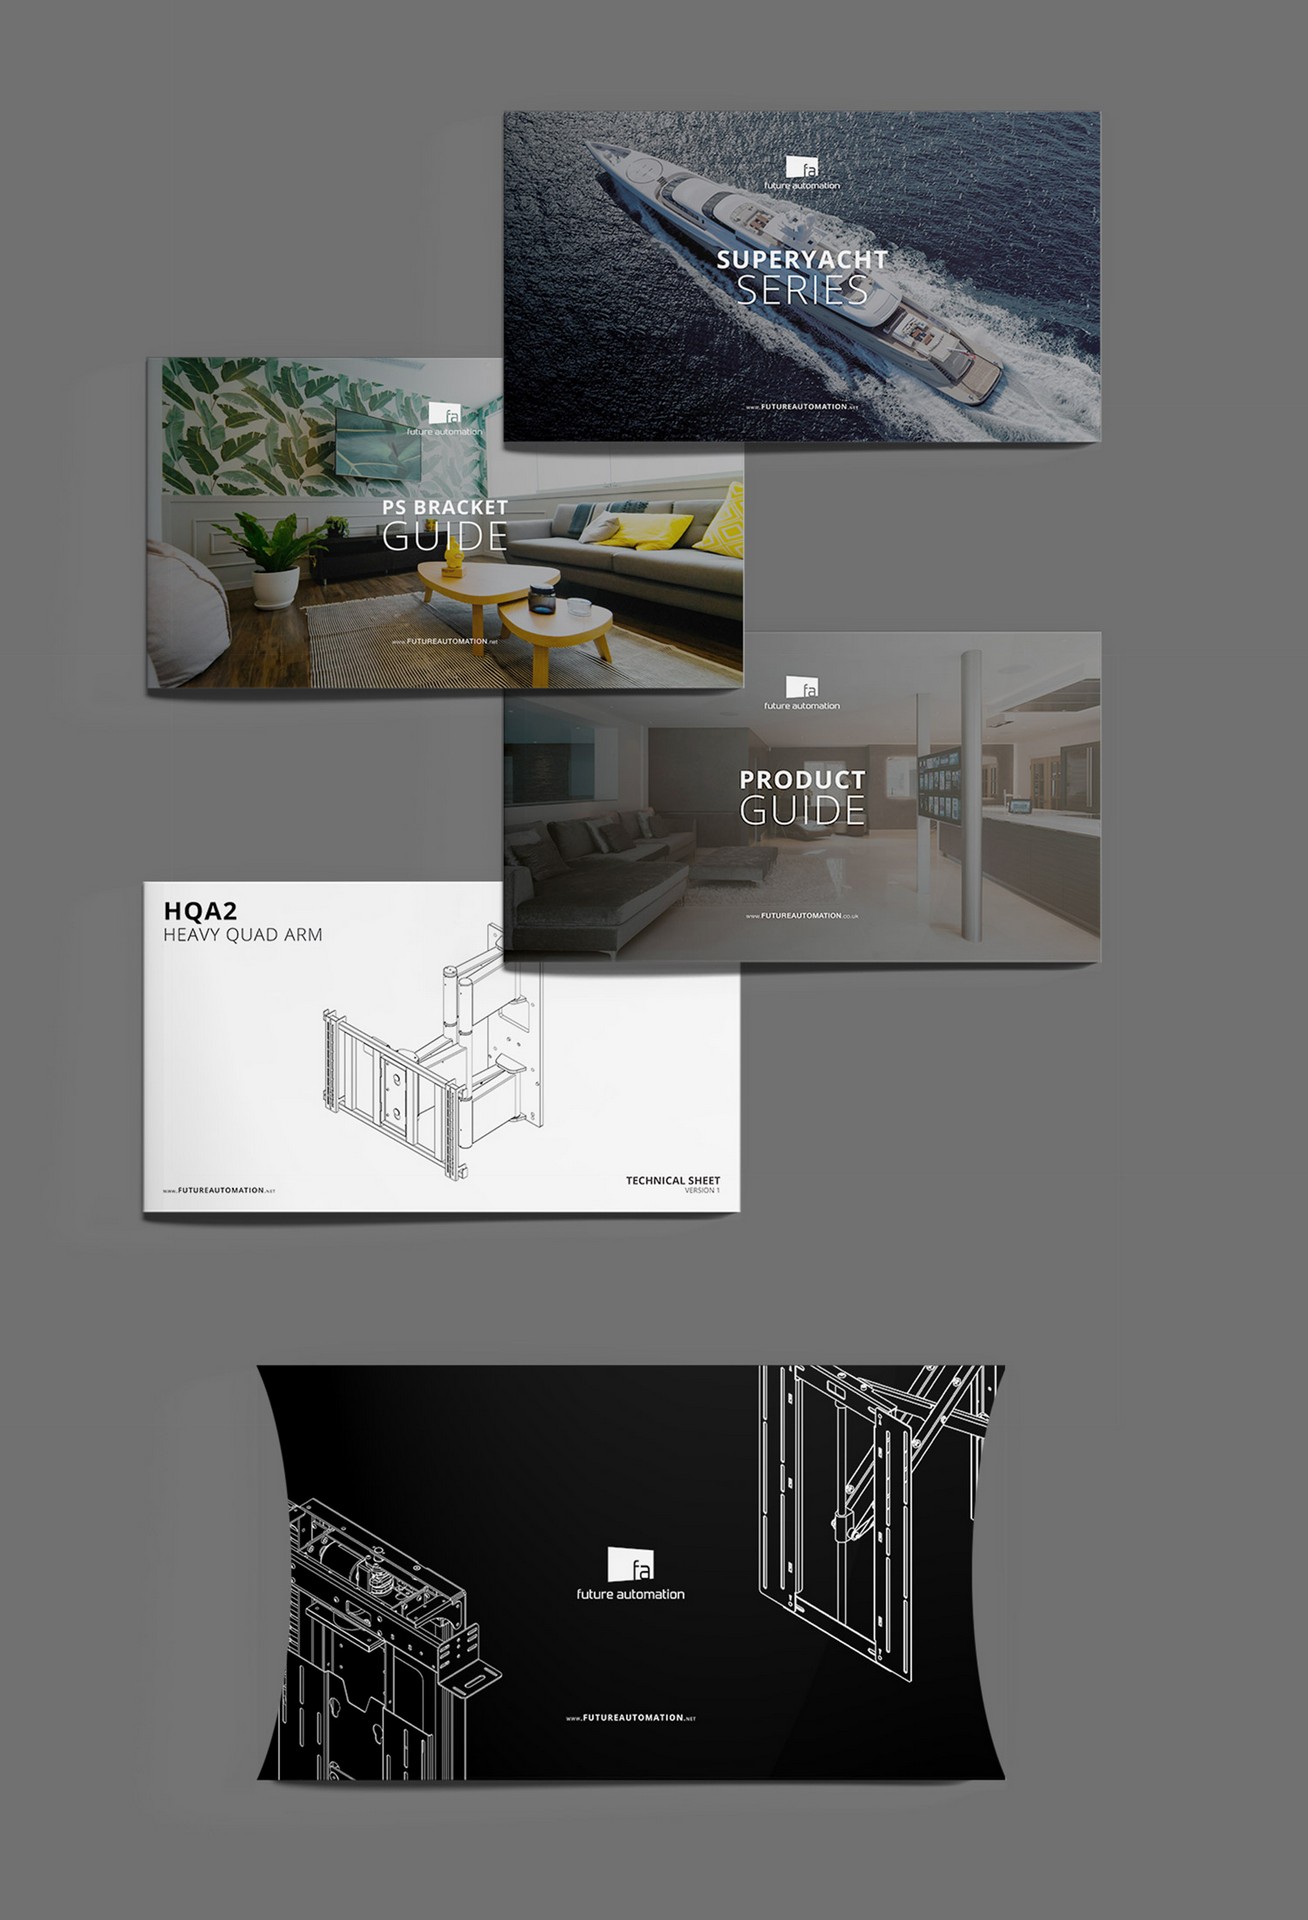 fa
future automation
SUPERYACHT
SERIES
www.FUTUREAUTOMATION.NET
fa
future automation
PS BRACKET
GUIDE
www.FUTUREAUTOMATION.net
fa
future automation
PRODUCT
GUIDE
www.FUTUREAUTOMATION.co.uk
HQA2
HEAVY QUAD ARM
www.FUTUREAUTOMATION.NET
TECHNICAL SHEET
VERSION 1
fa
future automation
www.FUTUREAUTOMATION.NET